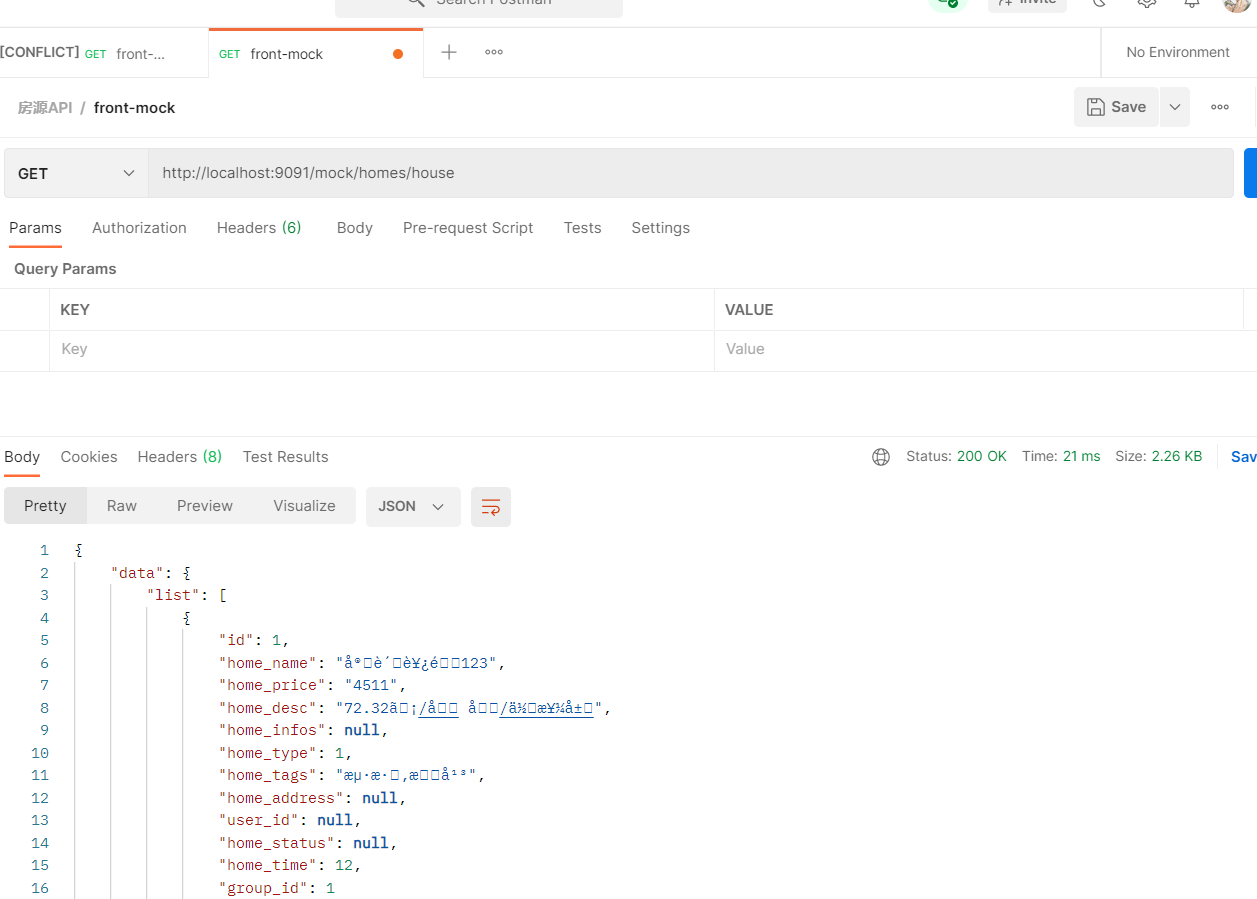 Search Postman
Invite
[CONFLICT] GET front-...
GET front-mock
No Environment
房源API / front-mock
Save
GET
http://localhost:9091/mock/homes/house
Params Authorization Headers (6) Body Pre-request Script Tests Settings
Query Params
KEY VALUE
Key Value
Body Cookies Headers (8) Test Results
Status: 200 OK Time: 21 ms Size: 2.26 KB Sav
Pretty Raw Preview Visualize JSON
1 {
2 "data": {
3 "list": [
4 {
5 "id": 1,
6 "home_name": "å®□è´□è¥¿é□□123",
7 "home_price": "4511",
8 "home_desc": "72.32ã□¡/å□□ å□□/ä½□æ¥¼å±□",
9 "home_infos": null,
10 "home_type": 1,
11 "home_tags": "æµ·æ·□,æ□□å¹³",
12 "home_address": null,
13 "user_id": null,
14 "home_status": null,
15 "home_time": 12,
16 "group_id": 1